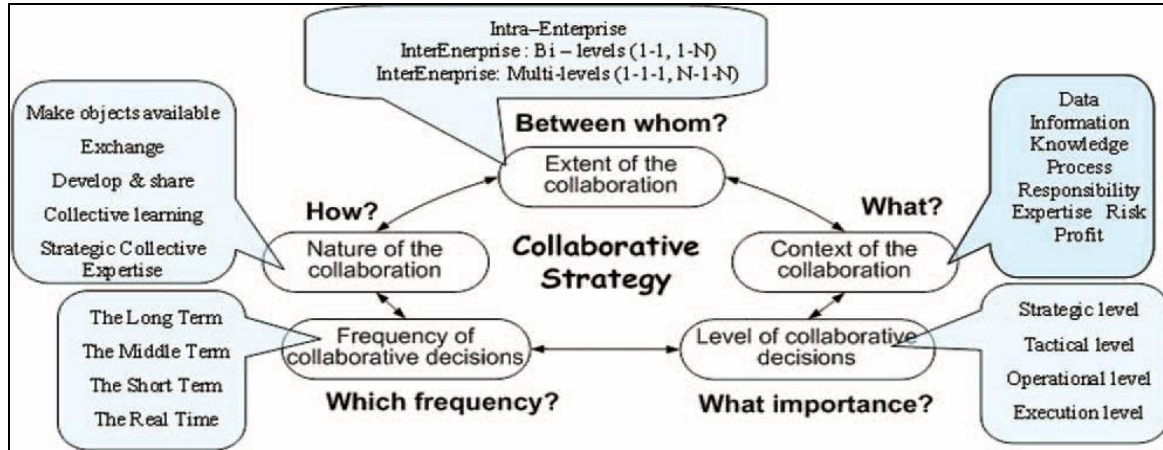 Intra–Enterprise
InterEnerprise : Bi – levels (1-1, 1-N)
InterEnerprise: Multi-levels (1-1-1, N-1-N)
Between whom?
Extent of the
collaboration
Make objects available
Exchange
Develop & share
Collective learning
Strategic Collective
Expertise
How?
Nature of the
collaboration
Collaborative
Strategy
What?
Context of the
collaboration
Data
Information
Knowledge
Process
Responsibility
Expertise Risk
Profit
The Long Term
The Middle Term
The Short Term
The Real Time
Frequency of
collaborative decisions
Which frequency?
Level of collaborative
decisions
What importance?
Strategic level
Tactical level
Operational level
Execution level